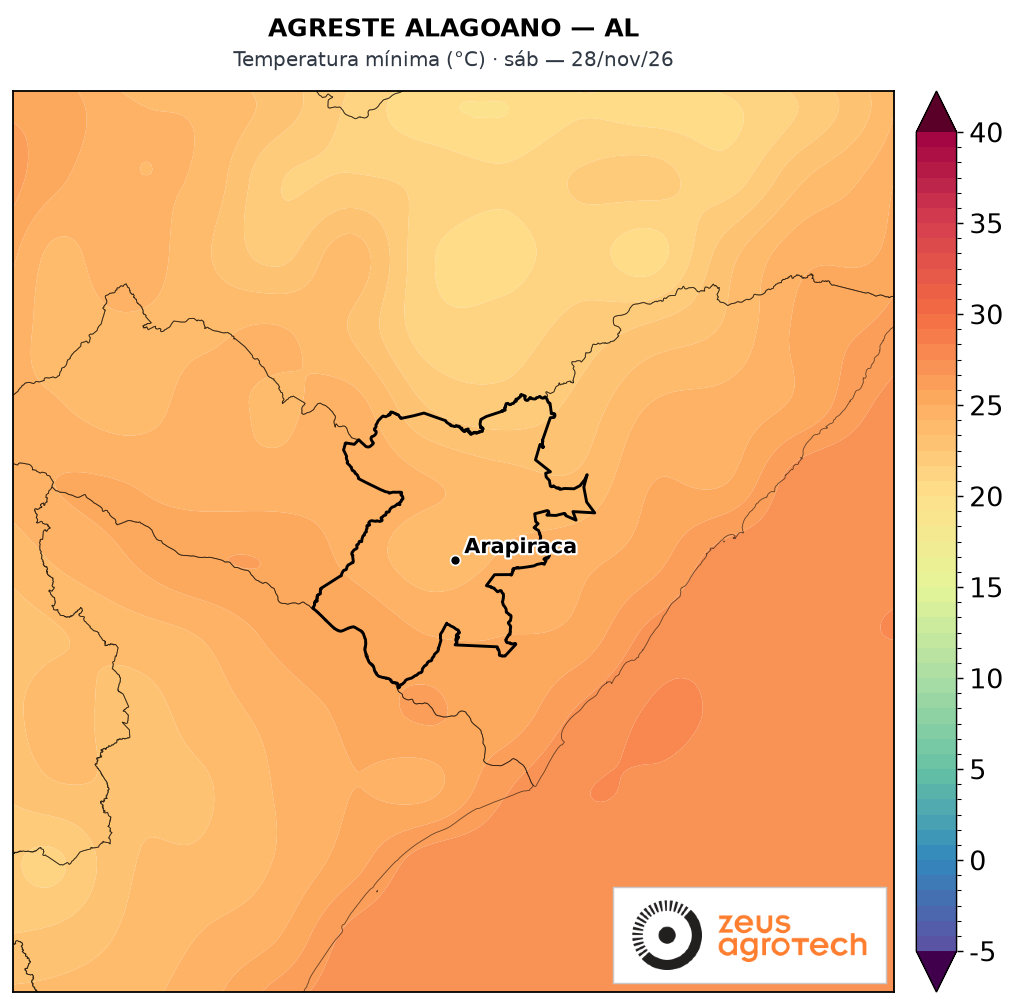 AGRESTE ALAGOANO — AL
Temperatura mínima (°C) · sáb — 28/nov/26
40
35
30
25
20
15
10
5
0
-5
Arapiraca
zeus
agrotech